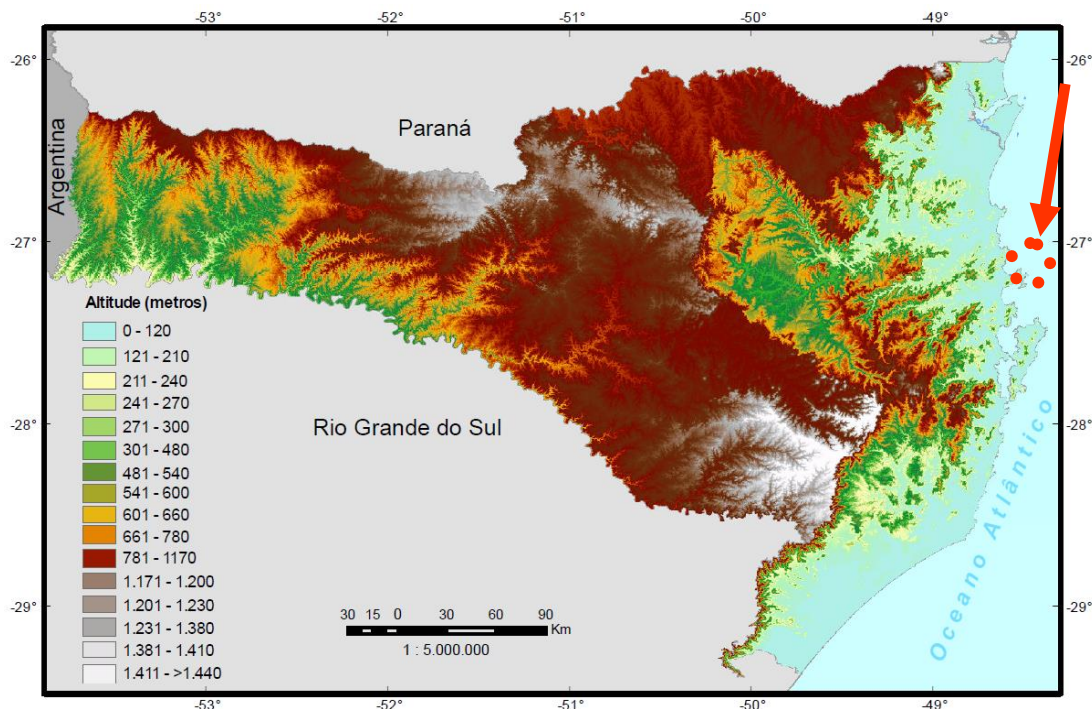 -53° -52° -51° -50° -49°
-26° -26°
Paraná
Argentina
-27° -27°
Altitude (metros)
0 - 120
121 - 210
211 - 240
241 - 270
271 - 300
301 - 480
481 - 540
541 - 600
601 - 660
661 - 780
781 - 1170
1.171 - 1.200
1.201 - 1.230
1.231 - 1.380
1.381 - 1.410
1.411 - >1.440
Rio Grande do Sul
-28° -28°
Oceano Atlântico
-29° -29°
30 15 0 30 60 90
Km
1 : 5.000.000
-53° -52° -51° -50° -49°